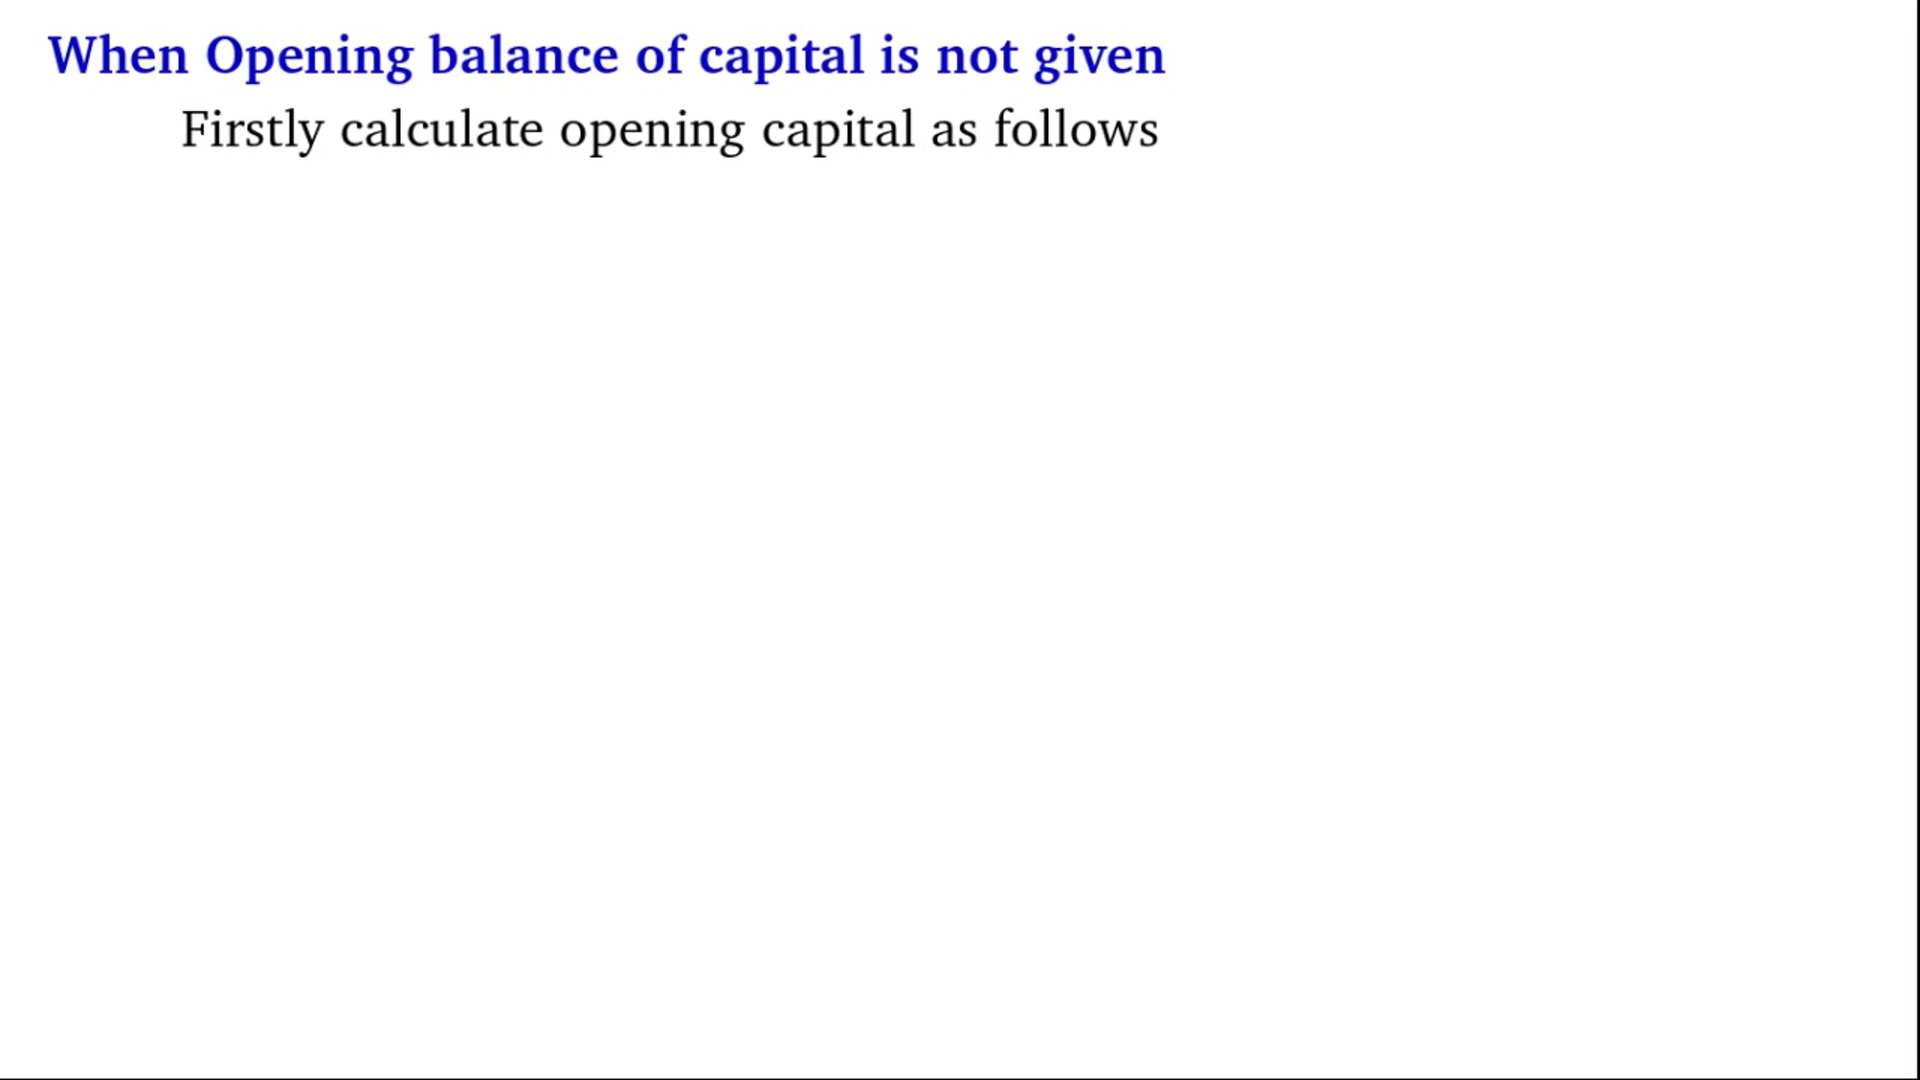 When Opening balance of capital is not given
Firstly calculate opening capital as follows